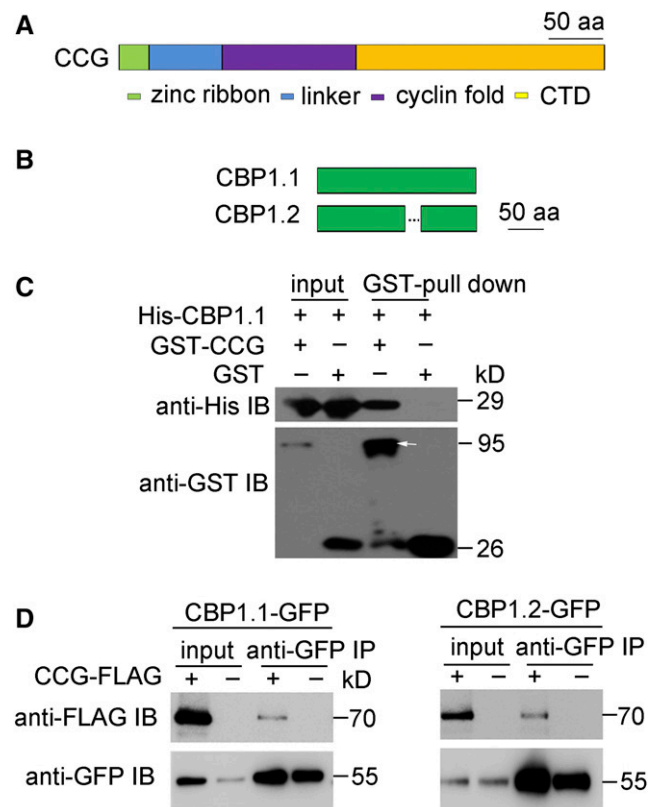 A
50 aa
CCG
zinc ribbon linker cyclin fold CTD
B
CBP1.1
CBP1.2 ... 50 aa
C
input GST-pull down
His-CBP1.1 + + + +
GST-CCG + − + −
GST − + − + kD
anti-His IB −29
anti-GST IB −95
−26
D
CBP1.1-GFP
input anti-GFP IP
CCG-FLAG + − + − kD
anti-FLAG IB −70
anti-GFP IB −55
CBP1.2-GFP
input anti-GFP IP
+ − + − kD
−70
−55